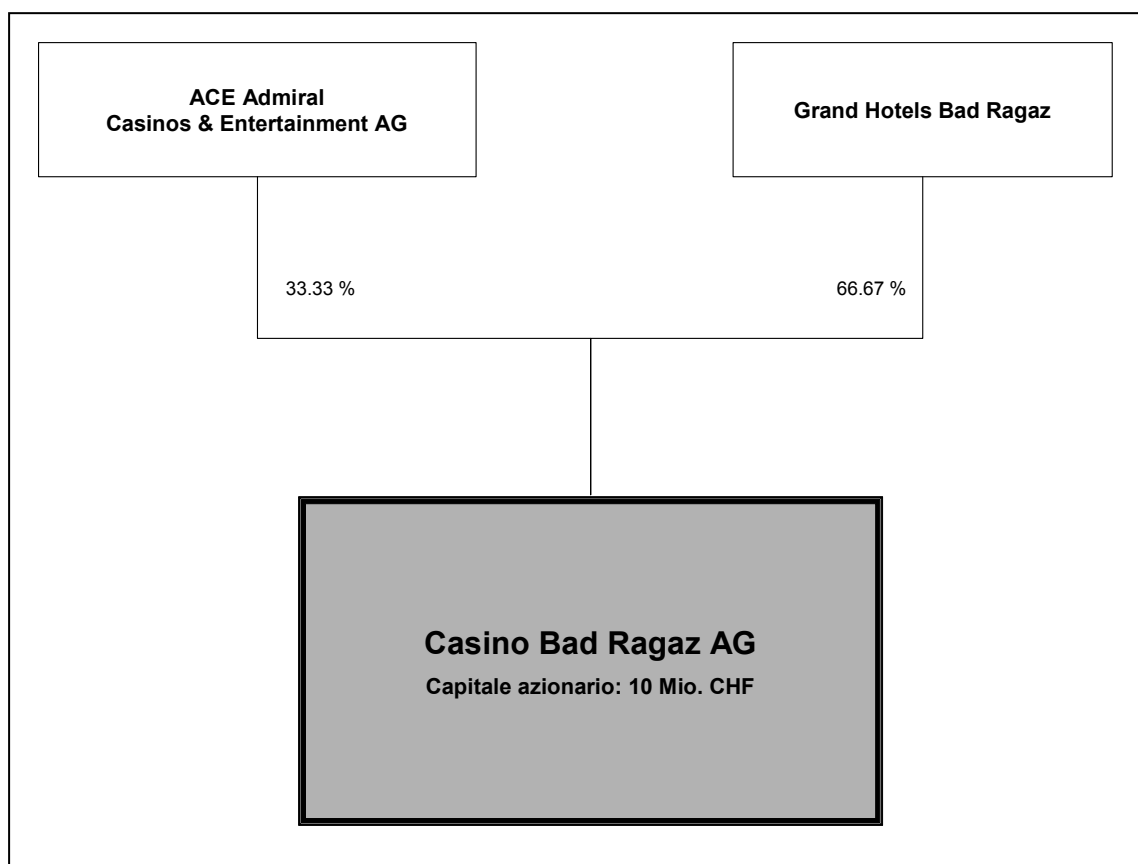 ACE Admiral
Casinos & Entertainment AG
Grand Hotels Bad Ragaz
33.33 %
66.67 %
Casino Bad Ragaz AG
Capitale azionario: 10 Mio. CHF